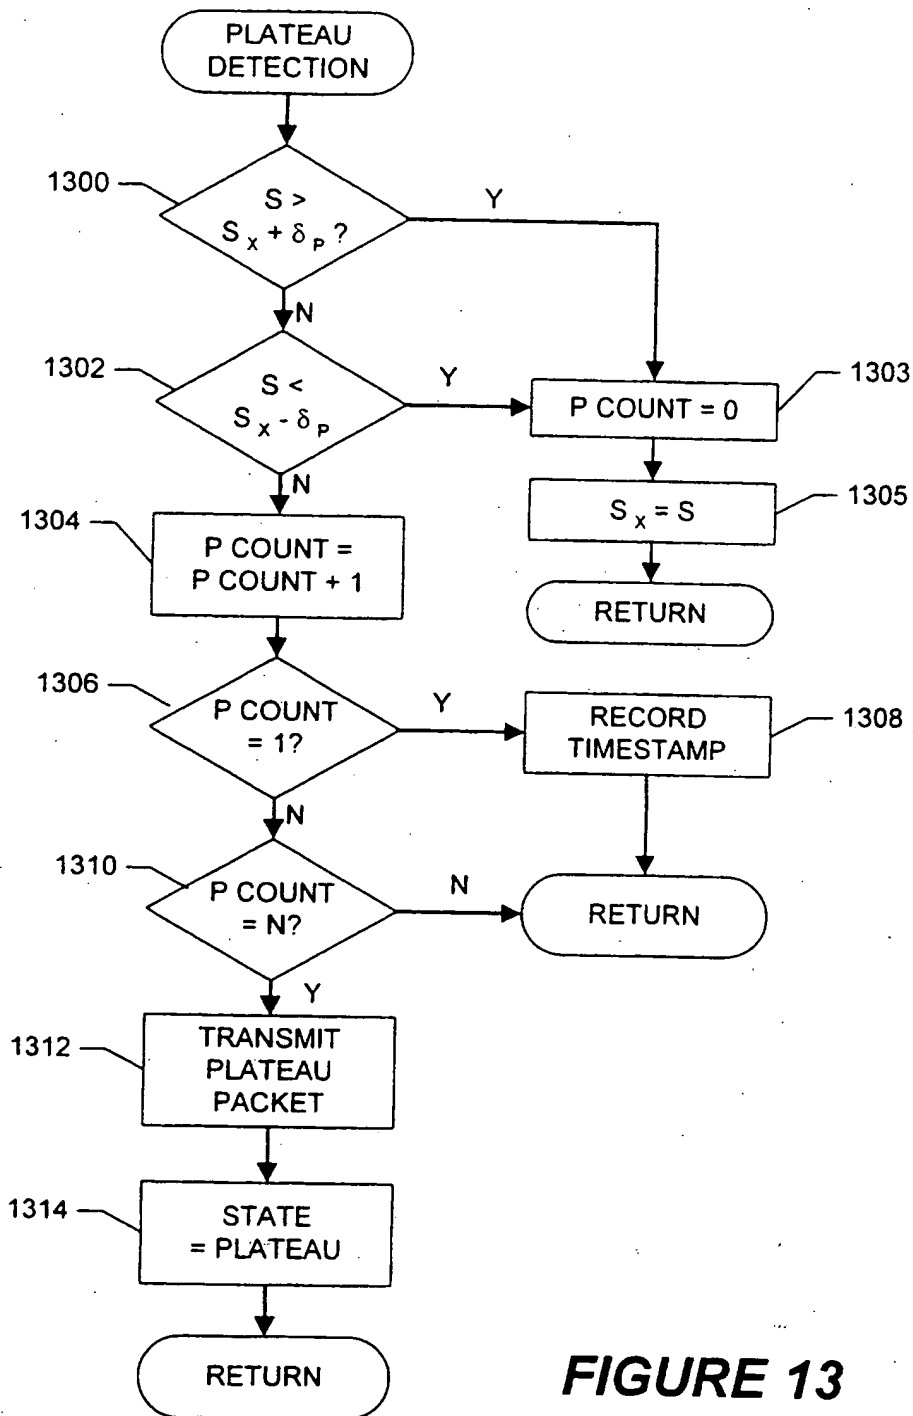 PLATEAU
DETECTION
1300
S >
S X + δ P ?
Y
N
1302
S <
S X - δ P
Y
P COUNT = 0
1303
N
S X = S
1305
1304
P COUNT =
P COUNT + 1
RETURN
1306
P COUNT
= 1?
Y
RECORD
TIMESTAMP
1308
N
1310
P COUNT
= N?
N
RETURN
Y
1312
TRANSMIT
PLATEAU
PACKET
1314
STATE
= PLATEAU
RETURN
FIGURE 13